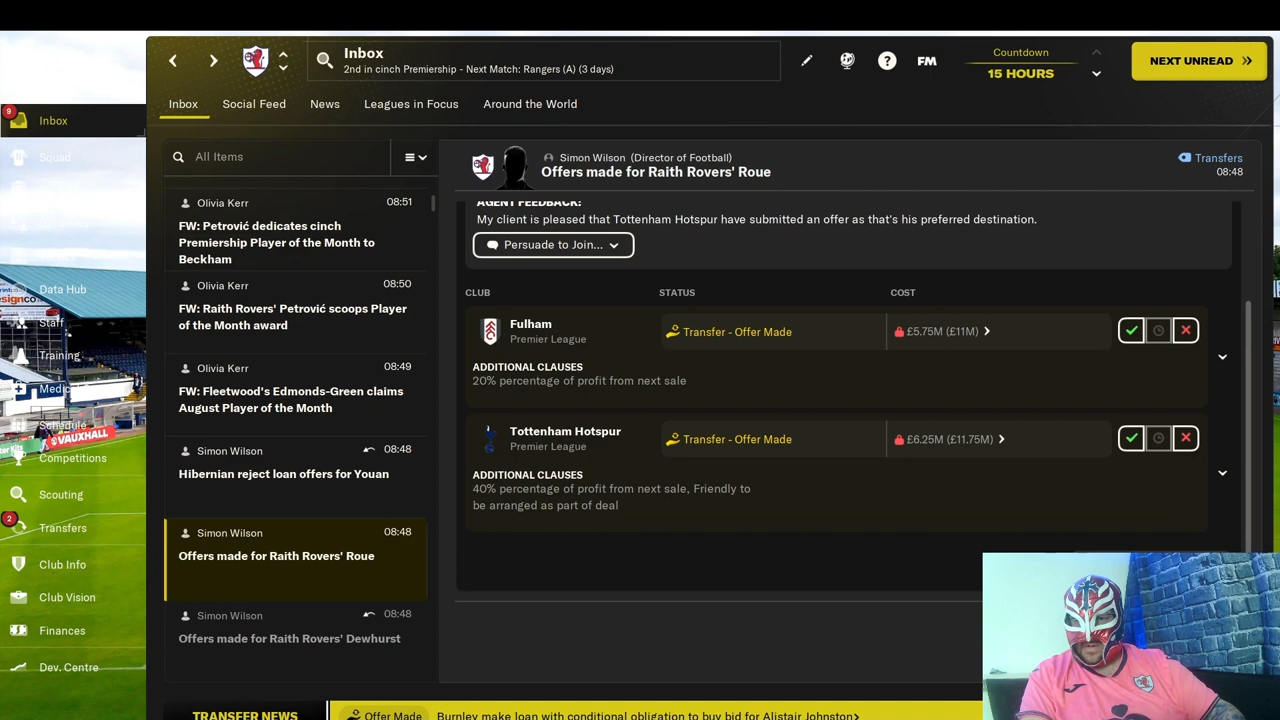 Inbox
2nd in cinch Premiership - Next Match: Rangers (A) (3 days)
?
FM
Countdown
15 HOURS
NEXT UNREAD
Inbox
Social Feed
News
Leagues in Focus
Around the World
9
Inbox
Squad
Data Hub
Staff
Training
Schedule
VAUXHALL
Competitions
Scouting
2
Transfers
Club Info
Club Vision
Finances
Dev. Centre
All Items
Olivia Kerr 08:51
FW: Petrović dedicates cinch
Premiership Player of the Month to
Beckham
Olivia Kerr 08:50
FW: Raith Rovers' Petrović scoops Player
of the Month award
Olivia Kerr 08:49
FW: Fleetwood's Edmonds-Green claims
August Player of the Month
Simon Wilson 08:48
Hibernian reject loan offers for Youan
Simon Wilson 08:48
Offers made for Raith Rovers' Roue
Simon Wilson 08:48
Offers made for Raith Rovers' Dewhurst
Simon Wilson (Director of Football)
Offers made for Raith Rovers' Roue
Transfers
08:48
AGENT FEEDBACK:
My client is pleased that Tottenham Hotspur have submitted an offer as that's his preferred destination.
Persuade to Join...
CLUB STATUS COST
Fulham
Premier League
Transfer - Offer Made
£5.75M (£11M)
ADDITIONAL CLAUSES
20% percentage of profit from next sale
Tottenham Hotspur
Premier League
Transfer - Offer Made
£6.25M (£11.75M)
ADDITIONAL CLAUSES
40% percentage of profit from next sale, Friendly to
be arranged as part of deal
TRANSFER NEWS
Offer Made
Burnley make loan with conditional obligation to buy bid for Alistair Johnston